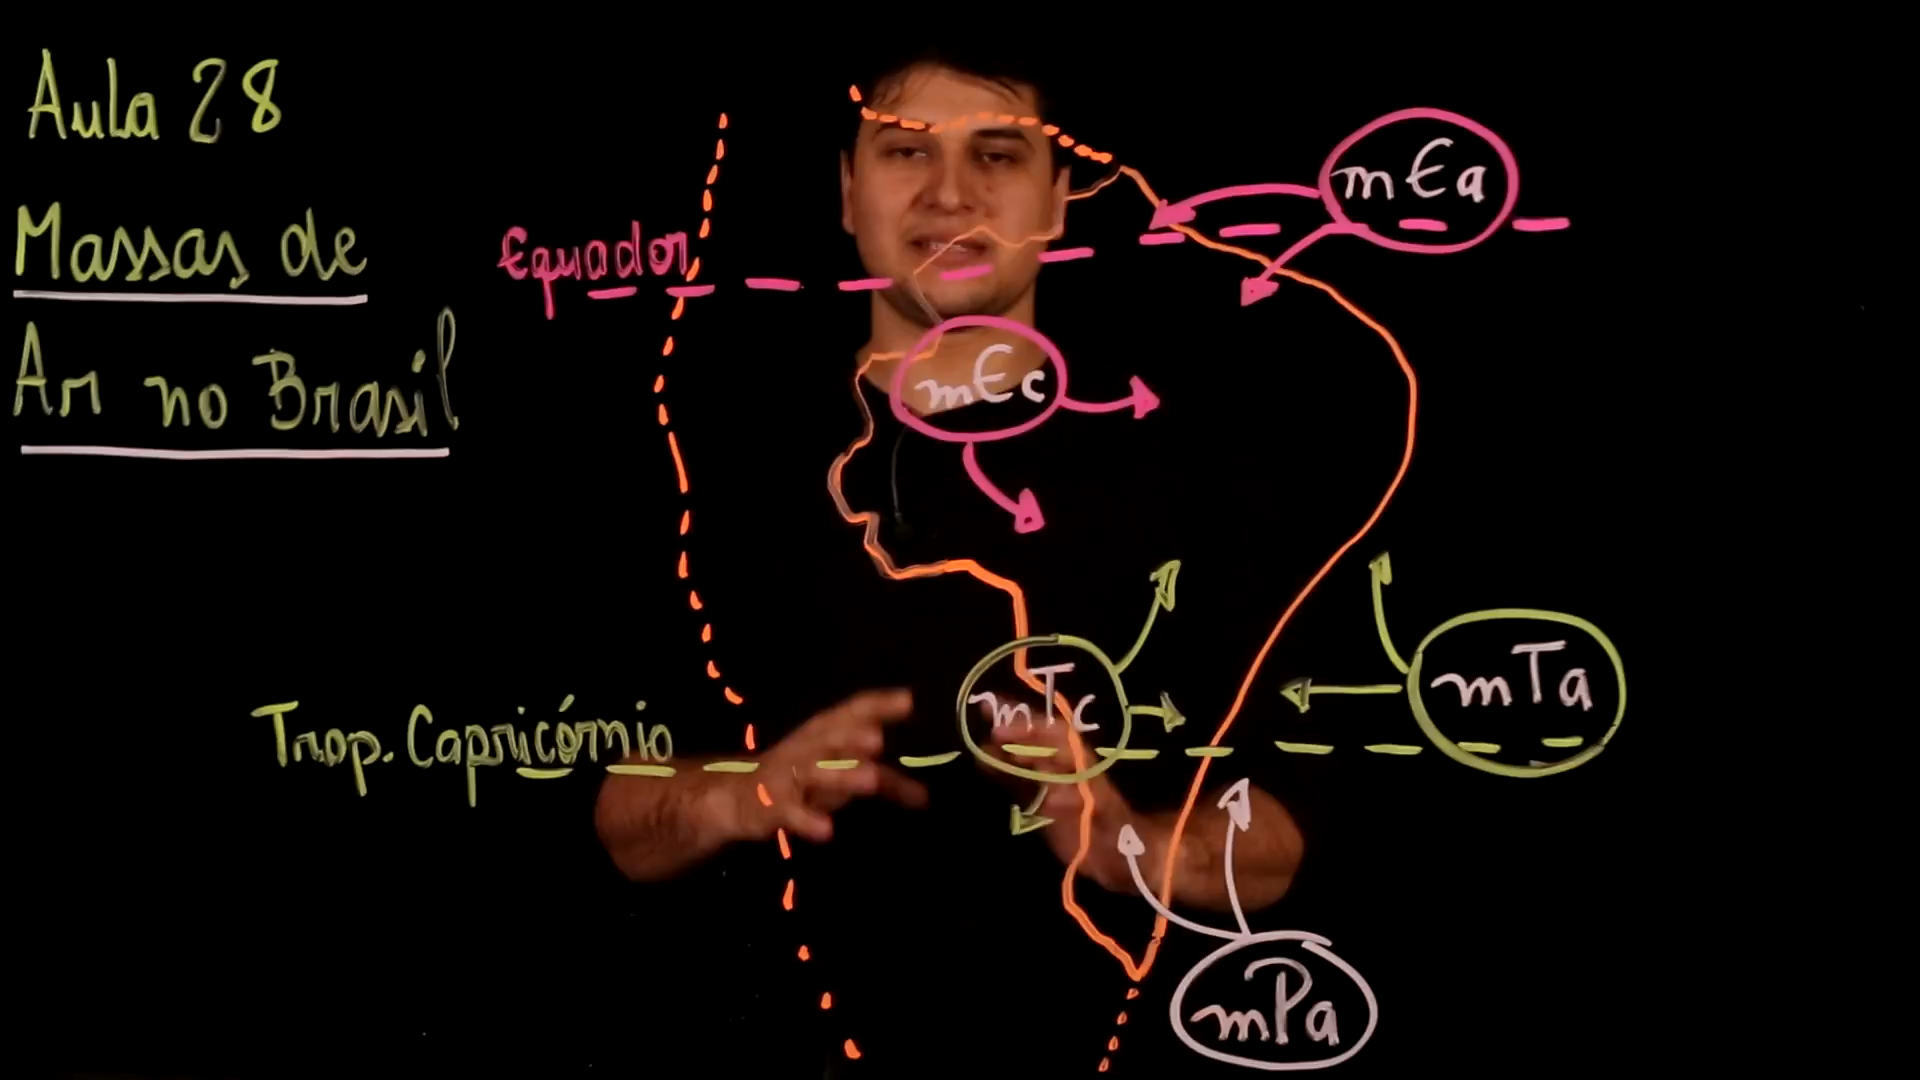 Aula 28
Massas de
Ar no Brasil
mEa
Equador
mEc
mTc
mTa
Trop. Capricórnio
mPa